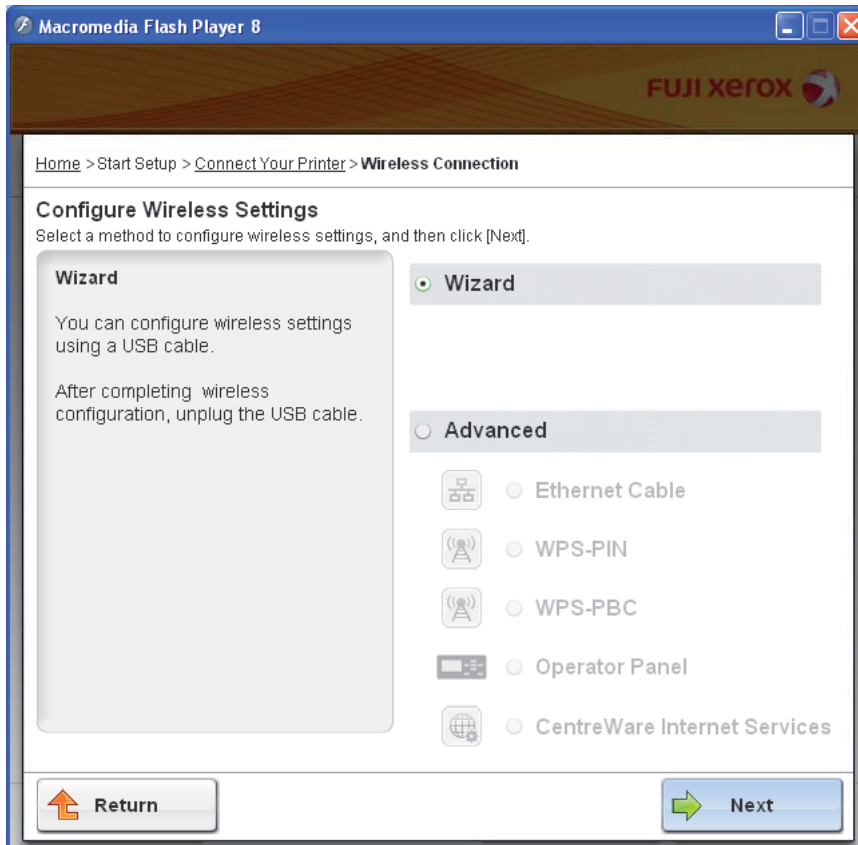 Macromedia Flash Player 8
FUJI xerox
Home > Start Setup > Connect Your Printer > Wireless Connection
Configure Wireless Settings
Select a method to configure wireless settings, and then click [Next].
Wizard
You can configure wireless settings
using a USB cable.
After completing wireless
configuration, unplug the USB cable.
Wizard
Advanced
Ethernet Cable
WPS-PIN
WPS-PBC
Operator Panel
CentreWare Internet Services
Return
Next